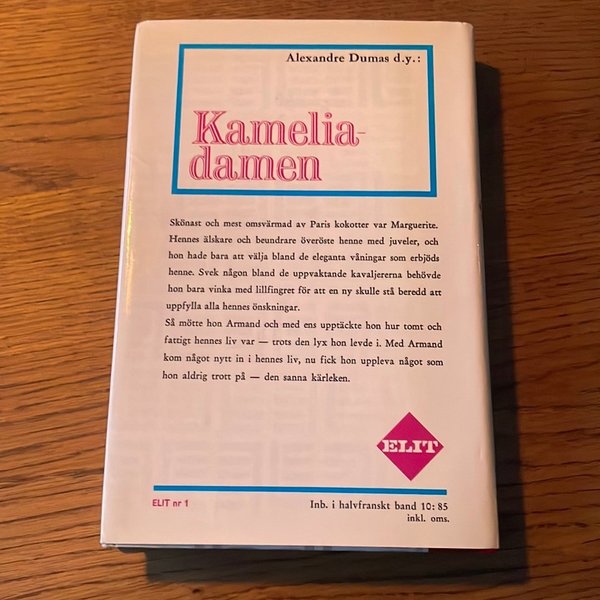 Alexandre Dumas d.y.:
Kamelia-
damen
Skönast och mest omsvärmad av Paris kokotter var Marguerite.
Hennes älskare och beundrare överöste henne med juveler, och
hon hade bara att välja bland de eleganta våningar som erbjöds
henne. Svek någon bland de uppvaktande kavaljererna behövde
hon bara vinka med lillfingret för att en ny skulle stå beredd att
uppfylla alla hennes önskningar.
Så mötte hon Armand och med ens upptäckte hon hur tomt och
fattigt hennes liv var — trots den lyx hon levde i. Med Armand
kom något nytt in i hennes liv, nu fick hon uppleva något som
hon aldrig trott på — den sanna kärleken.
ELIT
ELIT nr 1
Inb. i halvfranskt band 10: 85
inkl. oms.